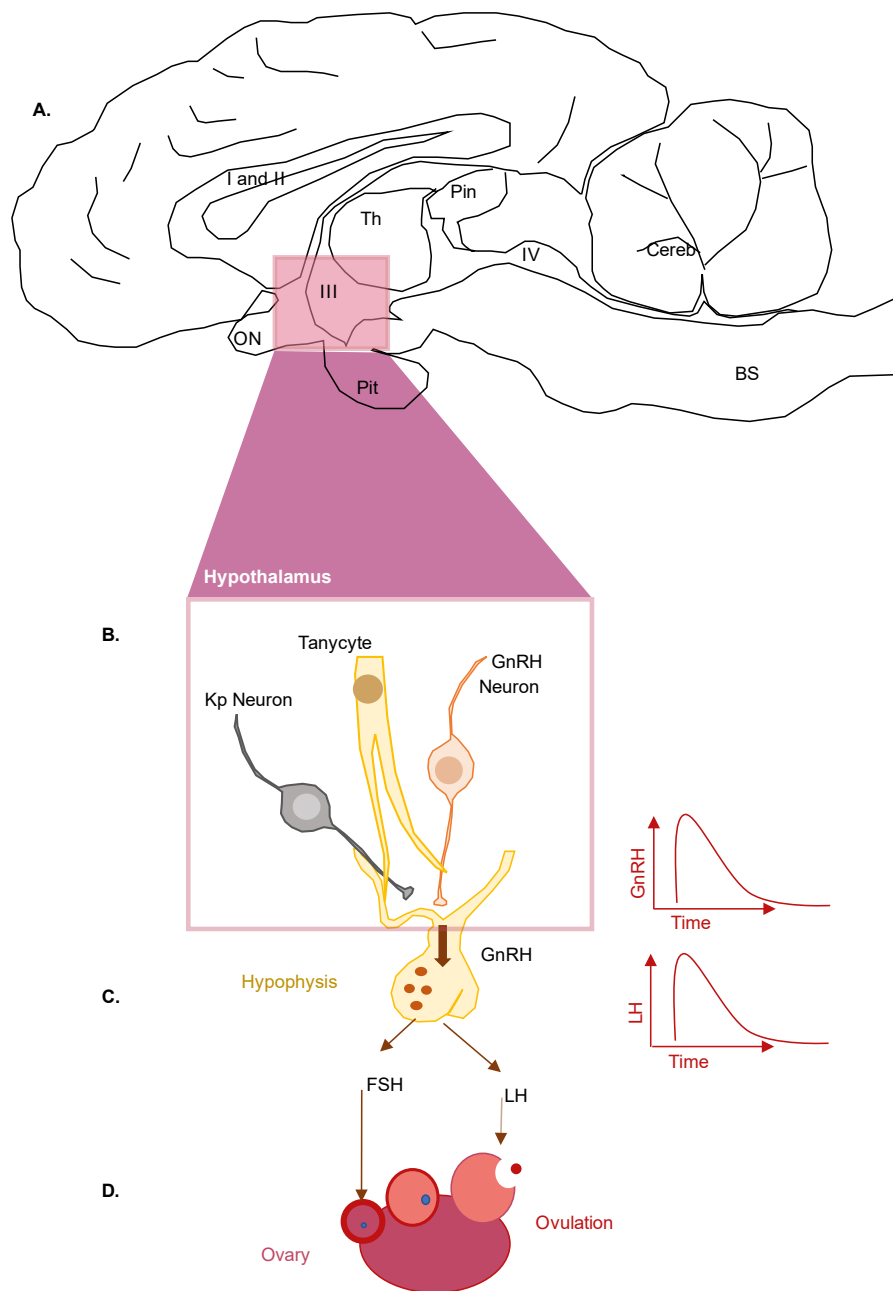 A.
I and II
Pin
Th
Cereb
IV
III
ON
BS
Pit
Hypothalamus
B.
Tanycyte
GnRH
Neuron
Kp Neuron
GnRH
Time
GnRH
Hypophysis
C.
LH
Time
FSH
LH
D.
Ovulation
Ovary